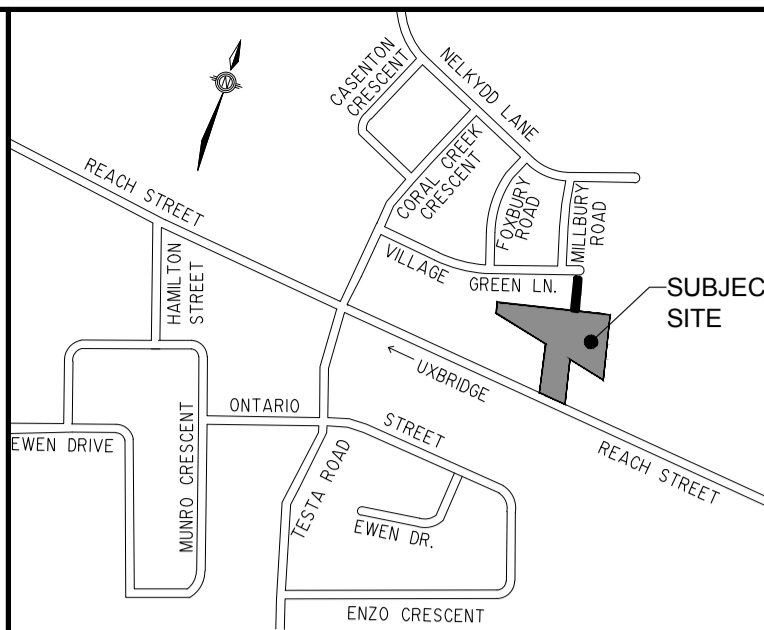 CASENTON
CRESCENT
NELKYDD LANE
N
REACH STREET
CORAL CREEK
CRESCENT
FOXBURY
ROAD
MILLBURY
ROAD
HAMILTON
STREET
VILLAGE
GREEN LN.
SUBJEC
SITE
UXBRIDGE
ONTARIO
STREET
REACH STREET
EWEN DRIVE
MUNRO CRESCENT
TESTA ROAD
EWEN DR.
ENZO CRESCENT